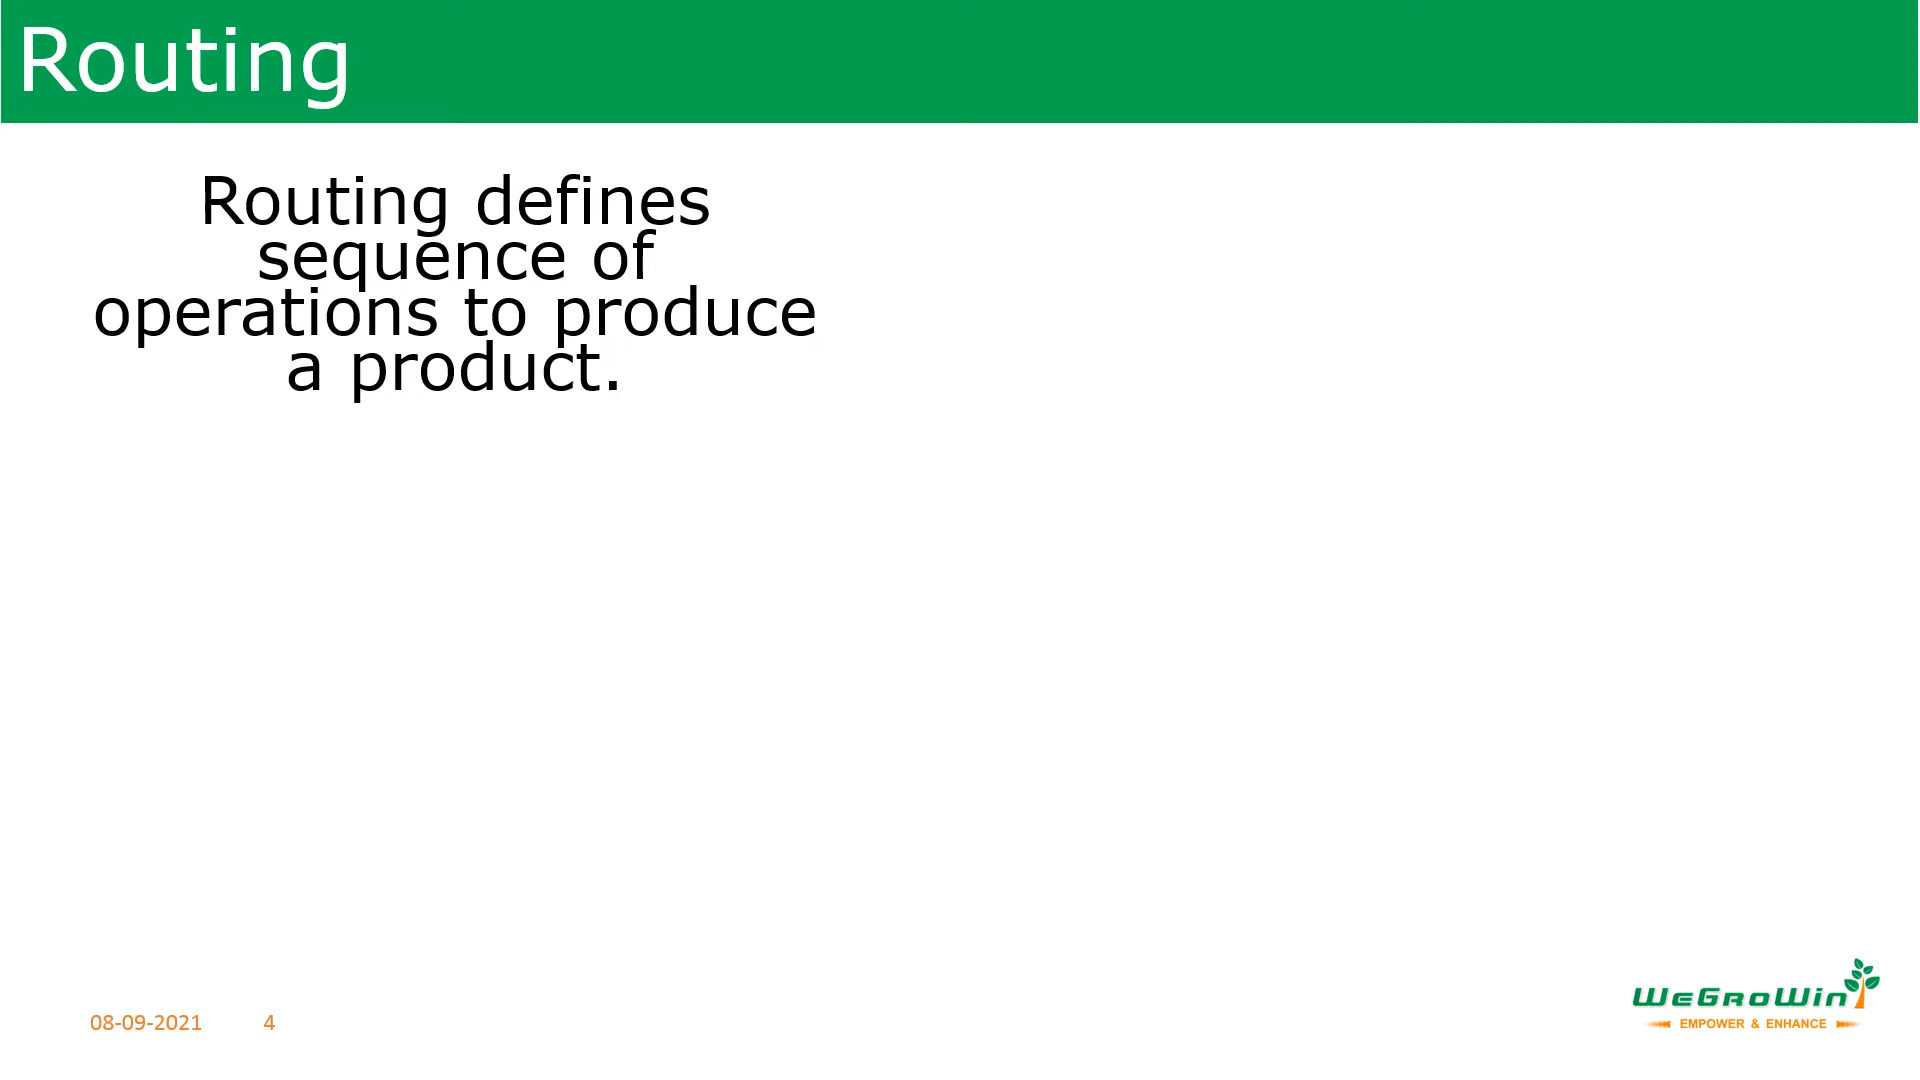 Routing
Routing defines
sequence of
operations to produce
a product.
08-09-2021 4
WeGroWin
EMPOWER & ENHANCE